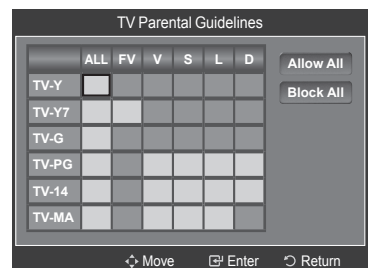 TV Parental Guidelines
ALL FV V S L D
Allow All
Block All
TV-Y
TV-Y7
TV-G
TV-PG
TV-14
TV-MA
Move Enter Return